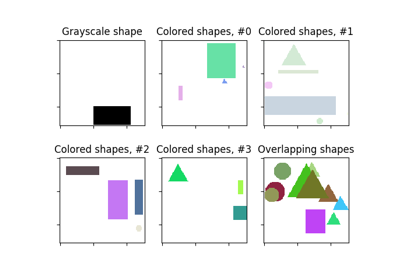 Grayscale shape
Colored shapes, #0
Colored shapes, #1
Colored shapes, #2
Colored shapes, #3
Overlapping shapes